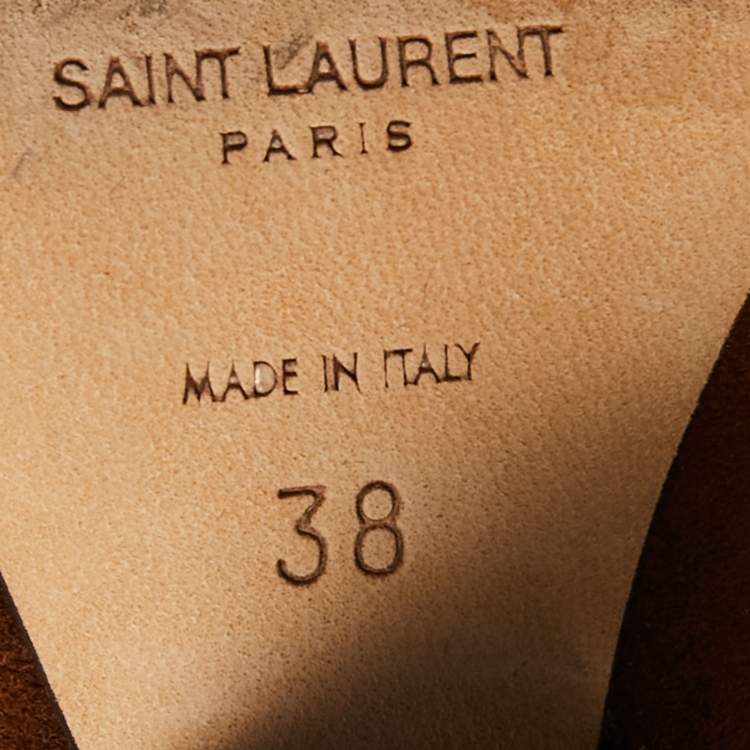 SAINT LAURENT
PARIS
MADE IN ITALY
38